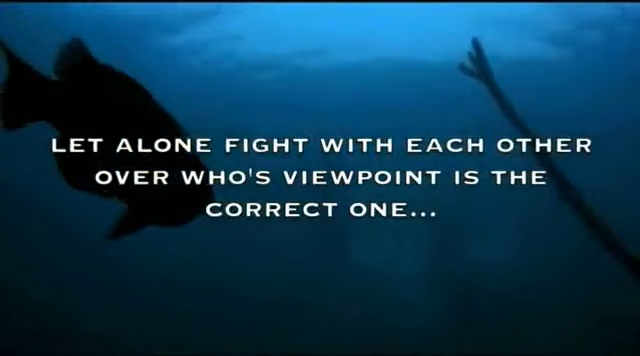 LET ALONE FIGHT WITH EACH OTHER
OVER WHO'S VIEWPOINT IS THE
CORRECT ONE...